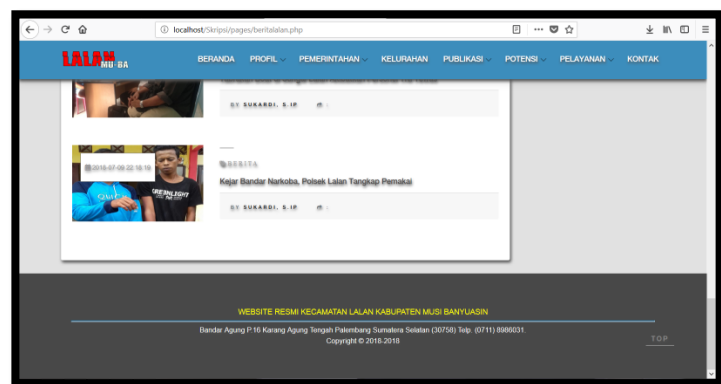 localhost/Skripsi/pages/beritalalan.php
LALAN
MU-BA
BERANDA PROFIL PEMERINTAHAN KELURAHAN PUBLIKASI POTENSI PELAYANAN KONTAK
BY SUKARDI, S.IP
2018-07-09 22:16:19
BERITA
Kejar Bandar Narkoba, Polsek Lalan Tangkap Pemakai
BY SUKARDI, S.IP
WEBSITE RESMI KECAMATAN LALAN KABUPATEN MUSI BANYUASIN
Bandar Agung P.16 Karang Agung Tengah Palembang Sumatera Selatan (30758) Telp. (0711) 8986031.
Copyright © 2018-2018
TOP